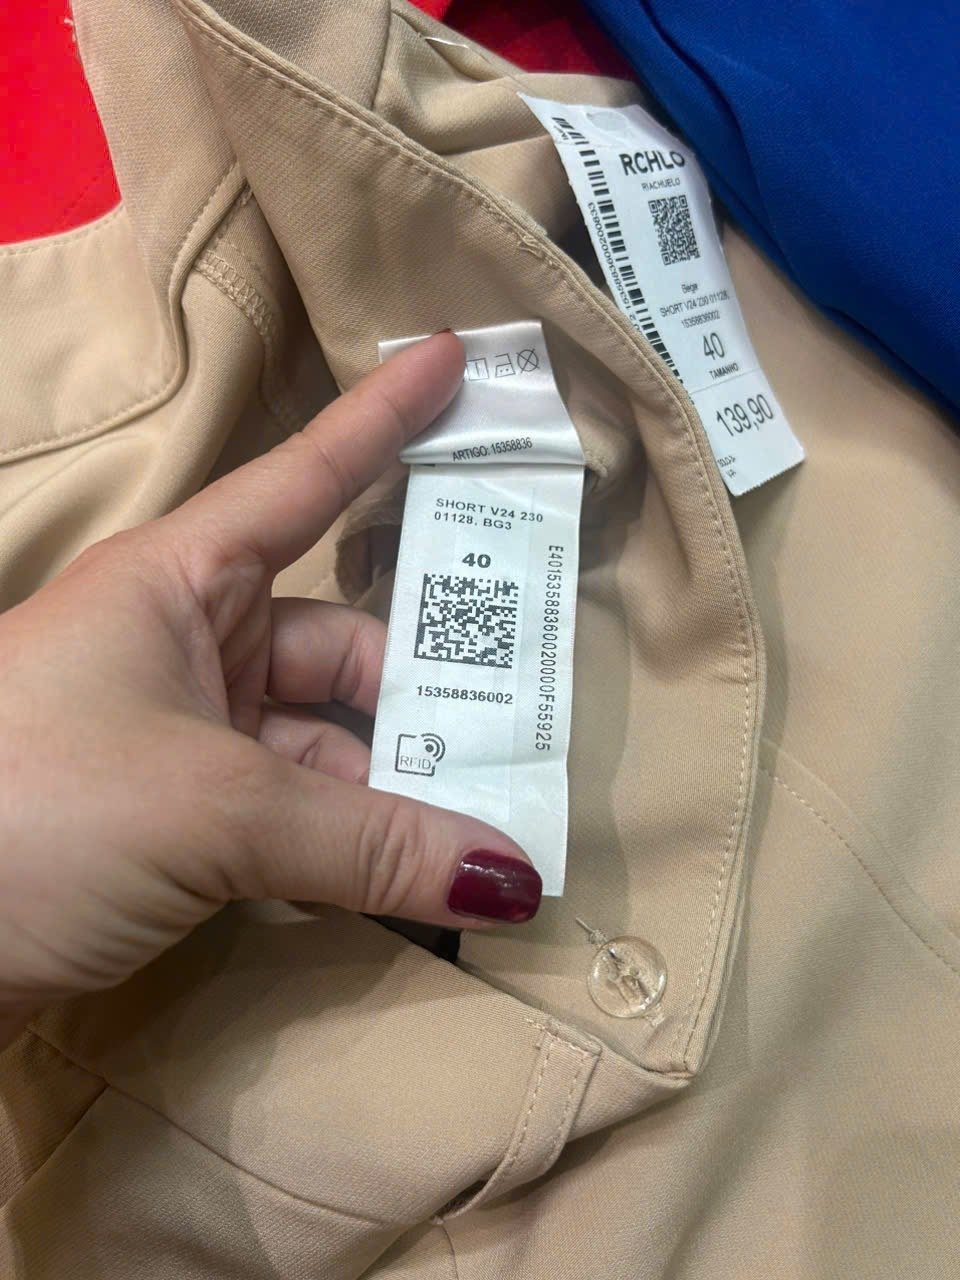 ARTIGO: 15358836
SHORT V24 230
01128, BG3
40
15358836002
E40153588360020000F55925
RFID
RCHLO
RIACHUELO
Bege
SHORT V24 230 01128,
15358836002
40
TAMANHO
139,90